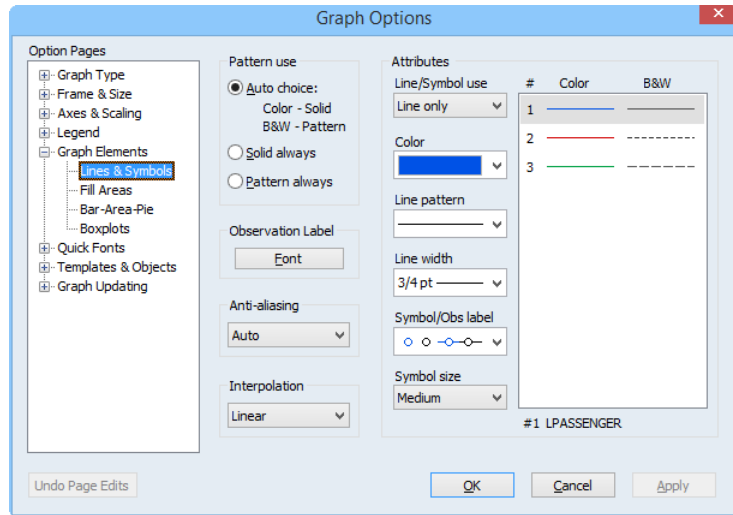 Graph Options
Option Pages
Graph Type
Frame & Size
Axes & Scaling
Legend
Graph Elements
Lines & Symbols
Fill Areas
Bar-Area-Pie
Boxplots
Quick Fonts
Templates & Objects
Graph Updating
Pattern use
Auto choice:
Color - Solid
B&W - Pattern
Solid always
Pattern always
Observation Label
Font
Anti-aliasing
Auto
Interpolation
Linear
Attributes
Line/Symbol use
Line only
Color
Line pattern
Line width
3/4 pt
Symbol/Obs label
Symbol size
Medium
# Color B&W
1
2
3
#1 LPASSENGER
Undo Page Edits
OK
Cancel
Apply